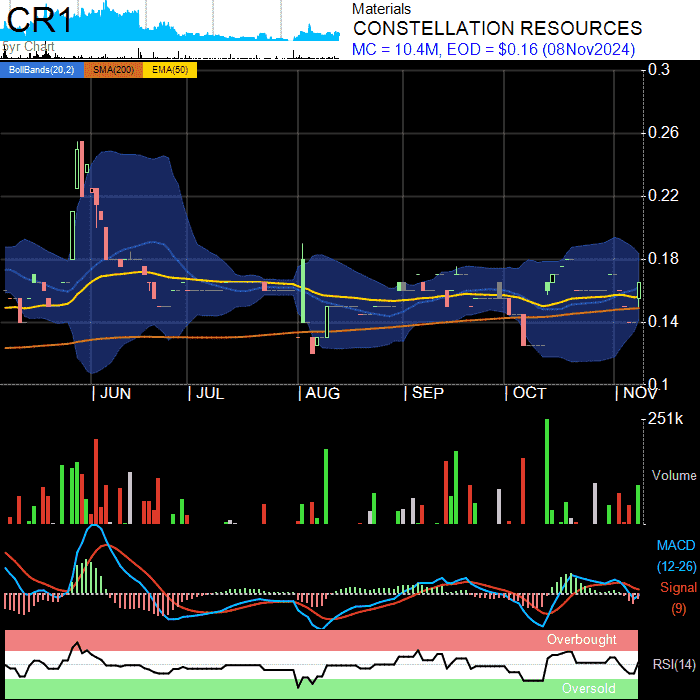 CR1
Materials
CONSTELLATION RESOURCES
MC = 10.4M, EOD = $0.16 (08Nov2024)
5yr Chart
BollBands(20,2) SMA(200) EMA(50)
0.3
0.26
0.22
0.18
0.14
0.1
JUN JUL AUG SEP OCT NOV
251k
Volume
MACD
(12-26)
Signal
(9)
Overbought
RSI(14)
Oversold